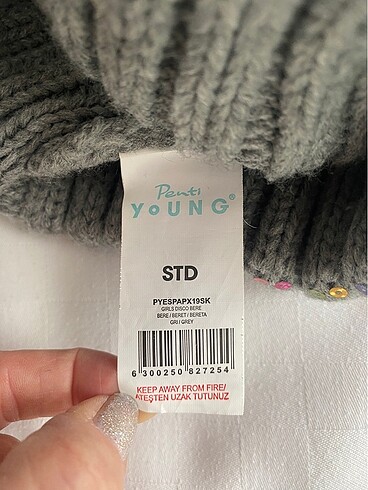 Penti
YOUNG®
STD
PYESPAPX19SK
GIRLS DISCO BERE
BERE / BERET / BERETA
GRI / GREY
6 300250 827254
KEEP AWAY FROM FIRE/
ATEŞTEN UZAK TUTUNUZ